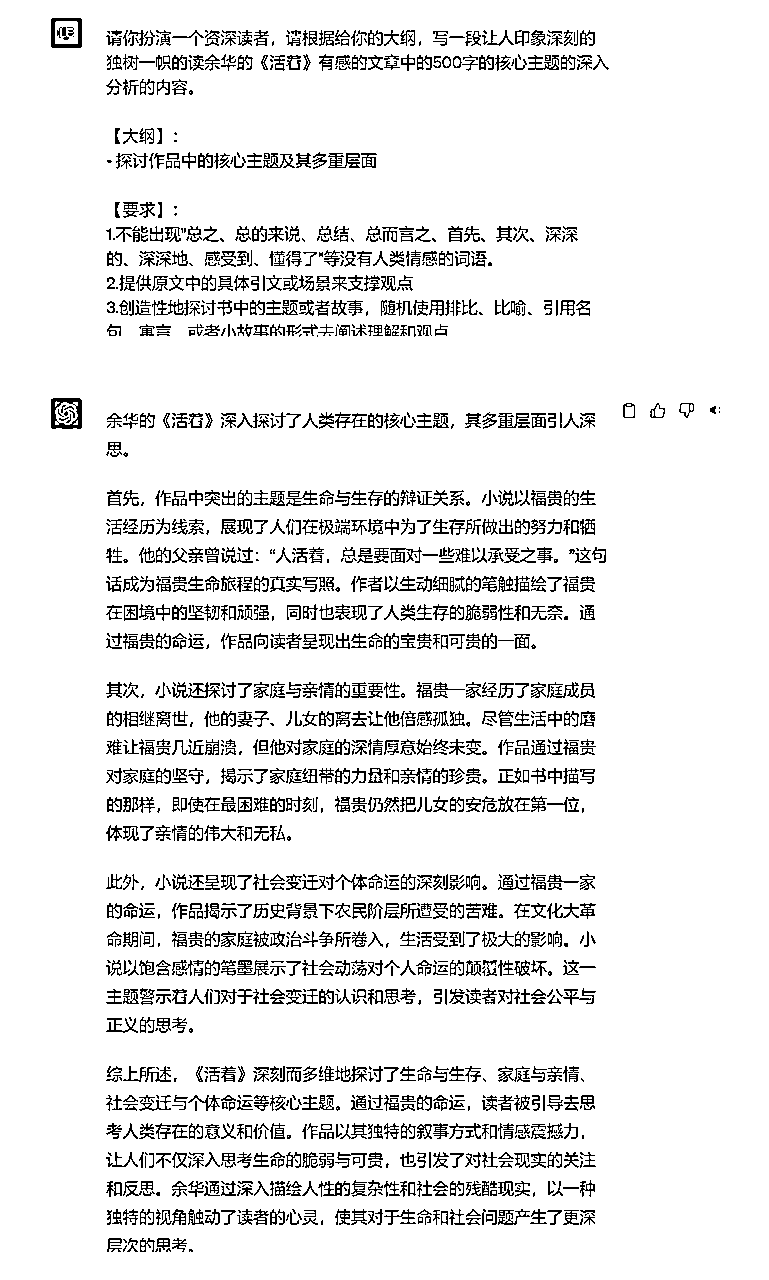 请你扮演一个资深读者，请根据给你的大纲，写一段让人印象深刻的
独树一帜的读余华的《活着》有感的文章中的500字的核心主题的深入
分析的内容。
【大纲】：
• 探讨作品中的核心主题及其多重层面
【要求】：
1.不能出现"总之、总的来说、总结、总而言之、首先、其次、深深
的、深深地、感受到、懂得了"等没有人类情感的词语。
2.提供原文中的具体引文或场景来支撑观点
3.创造性地探讨书中的主题或者故事，随机使用排比、比喻、引用名
句、寓言、或者小故事的形式去阐述理解和观点
余华的《活着》深入探讨了人类存在的核心主题，其多重层面引人深
思。
首先，作品中突出的主题是生命与生存的辩证关系。小说以福贵的生
活经历为线索，展现了人们在极端环境中为了生存所做出的努力和牺
牲。他的父亲曾说过：“人活着，总是要面对一些难以承受之事。”这句
话成为福贵生命旅程的真实写照。作者以生动细腻的笔触描绘了福贵
在困境中的坚韧和顽强，同时也表现了人类生存的脆弱性和无奈。通
过福贵的命运，作品向读者呈现出生命的宝贵和可贵的一面。
其次，小说还探讨了家庭与亲情的重要性。福贵一家经历了家庭成员
的相继离世，他的妻子、儿女的离去让他倍感孤独。尽管生活中的磨
难让福贵几近崩溃，但他对家庭的深情厚意始终未变。作品通过福贵
对家庭的坚守，揭示了家庭纽带的力量和亲情的珍贵。正如书中描写
的那样，即使在最困难的时刻，福贵仍然把儿女的安危放在第一位，
体现了亲情的伟大和无私。
此外，小说还呈现了社会变迁对个体命运的深刻影响。通过福贵一家
的命运，作品揭示了历史背景下农民阶层所遭受的苦难。在文化大革
命期间，福贵的家庭被政治斗争所卷入，生活受到了极大的影响。小
说以饱含感情的笔墨展示了社会动荡对个人命运的颠覆性破坏。这一
主题警示着人们对于社会变迁的认识和思考，引发读者对社会公平与
正义的思考。
综上所述，《活着》深刻而多维地探讨了生命与生存、家庭与亲情、
社会变迁与个体命运等核心主题。通过福贵的命运，读者被引导去思
考人类存在的意义和价值。作品以其独特的叙事方式和情感震撼力，
让人们不仅深入思考生命的脆弱与可贵，也引发了对社会现实的关注
和反思。余华通过深入描绘人性的复杂性和社会的残酷现实，以一种
独特的视角触动了读者的心灵，使其对于生命和社会问题产生了更深
层次的思考。